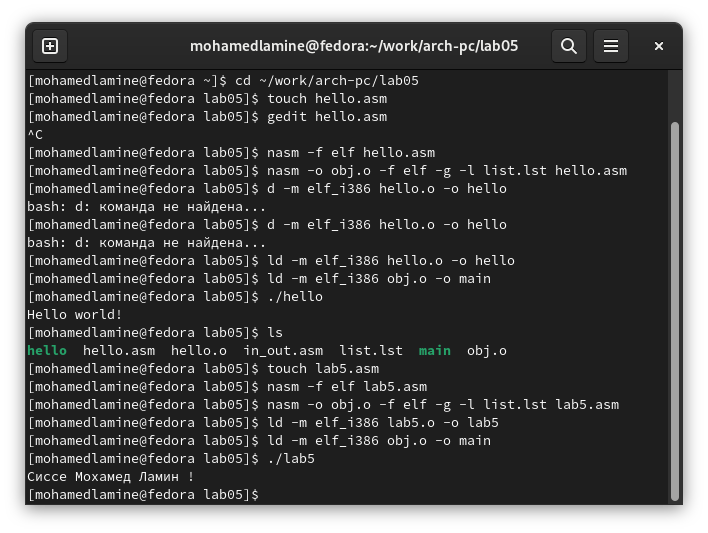 mohamedlamine@fedora:~/work/arch-pc/lab05
[mohamedlamine@fedora ~]$ cd ~/work/arch-pc/lab05
[mohamedlamine@fedora lab05]$ touch hello.asm
[mohamedlamine@fedora lab05]$ gedit hello.asm
^C
[mohamedlamine@fedora lab05]$ nasm -f elf hello.asm
[mohamedlamine@fedora lab05]$ nasm -o obj.o -f elf -g -l list.lst hello.asm
[mohamedlamine@fedora lab05]$ d -m elf_i386 hello.o -o hello
bash: d: команда не найдена...
[mohamedlamine@fedora lab05]$ d -m elf_i386 hello.o -o hello
bash: d: команда не найдена...
[mohamedlamine@fedora lab05]$ ld -m elf_i386 hello.o -o hello
[mohamedlamine@fedora lab05]$ ld -m elf_i386 obj.o -o main
[mohamedlamine@fedora lab05]$ ./hello
Hello world!
[mohamedlamine@fedora lab05]$ ls
hello  hello.asm  hello.o  in_out.asm  list.lst  main  obj.o
[mohamedlamine@fedora lab05]$ touch lab5.asm
[mohamedlamine@fedora lab05]$ nasm -f elf lab5.asm
[mohamedlamine@fedora lab05]$ nasm -o obj.o -f elf -g -l list.lst lab5.asm
[mohamedlamine@fedora lab05]$ ld -m elf_i386 lab5.o -o lab5
[mohamedlamine@fedora lab05]$ ld -m elf_i386 obj.o -o main
[mohamedlamine@fedora lab05]$ ./lab5
Сиссе Мохамед Ламин !
[mohamedlamine@fedora lab05]$